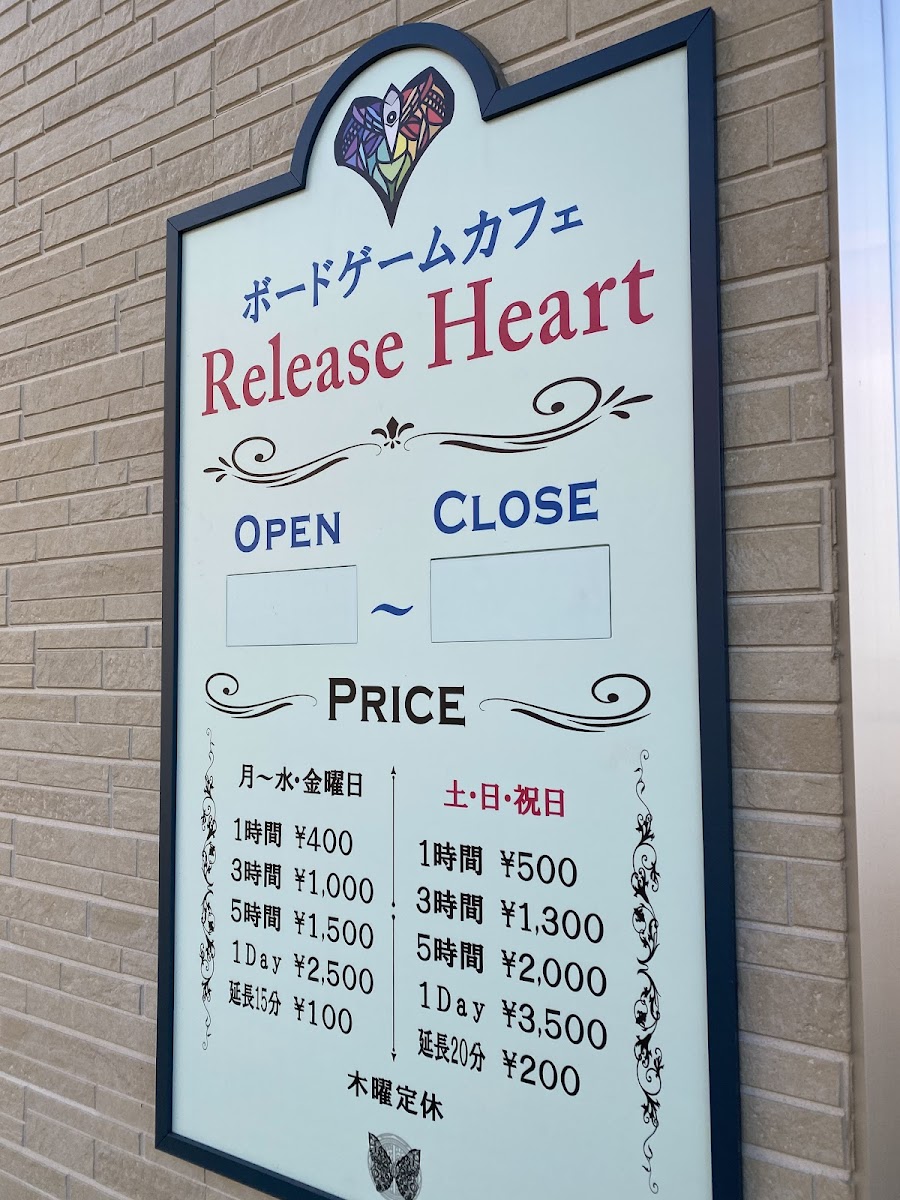 ボードゲームカフェ
Release Heart
OPEN
CLOSE
～
PRICE
月～水・金曜日
1時間 ¥400
3時間 ¥1,000
5時間 ¥1,500
1Day ¥2,500
延長15分 ¥100
土・日・祝日
1時間 ¥500
3時間 ¥1,300
5時間 ¥2,000
1Day ¥3,500
延長20分 ¥200
木曜定休